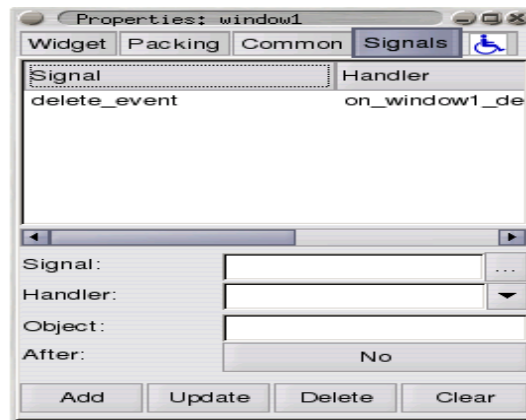 Properties: window1
Widget Packing Common Signals
Signal Handler
delete_event on_window1_de
Signal: ...
Handler:
Object:
After: No
Add Update Delete Clear